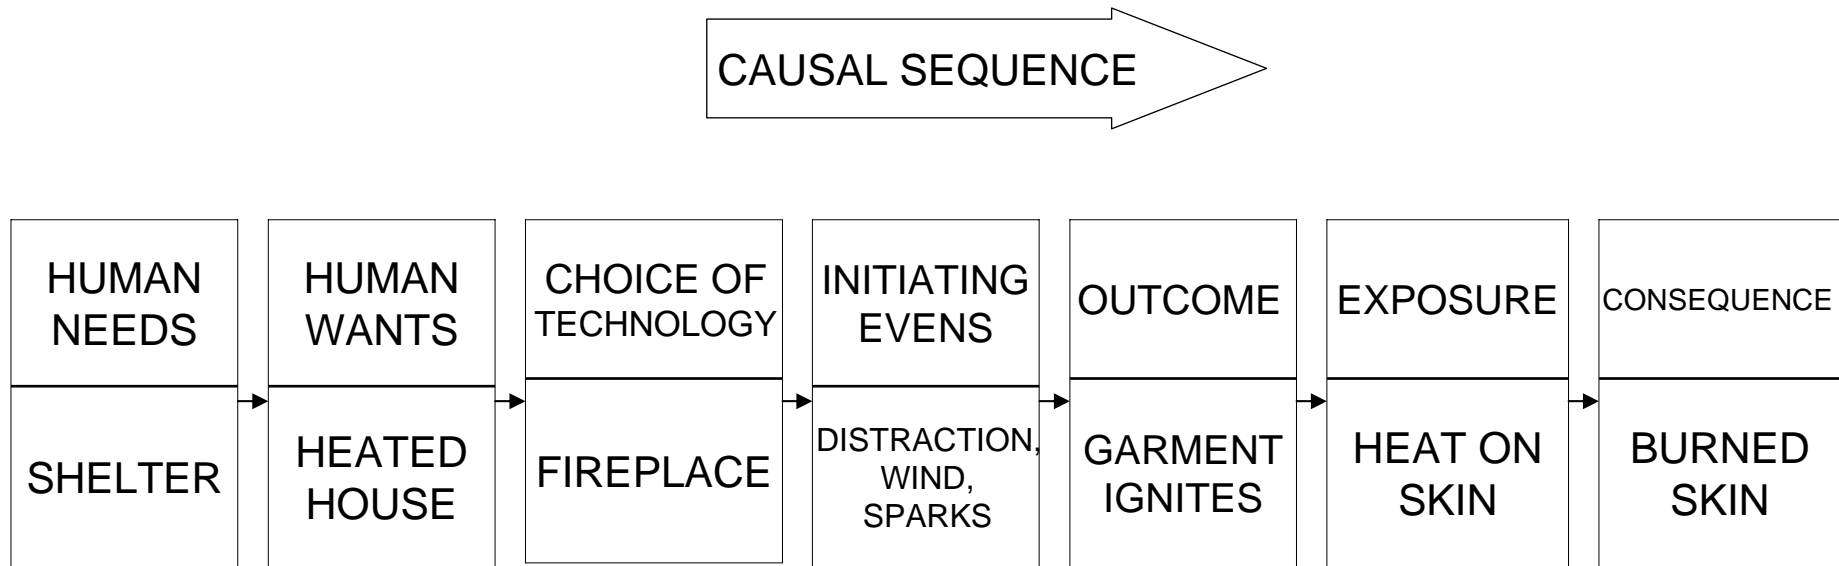 CAUSAL SEQUENCE
HUMAN
NEEDS
HUMAN
WANTS
CHOICE OF
TECHNOLOGY
INITIATING
EVENS
OUTCOME
EXPOSURE
CONSEQUENCE
SHELTER
HEATED
HOUSE
FIREPLACE
DISTRACTION,
WIND,
SPARKS
GARMENT
IGNITES
HEAT ON
SKIN
BURNED
SKIN